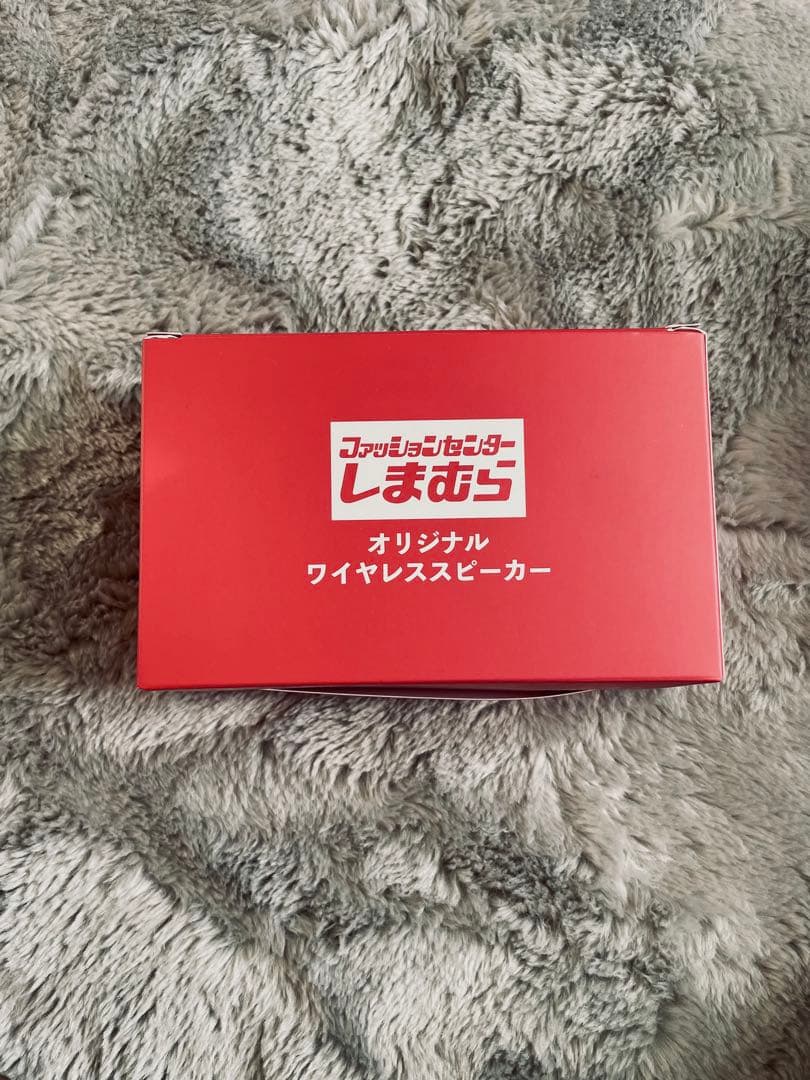 ファッションセンター
しまむら
オリジナル
ワイヤレススピーカー